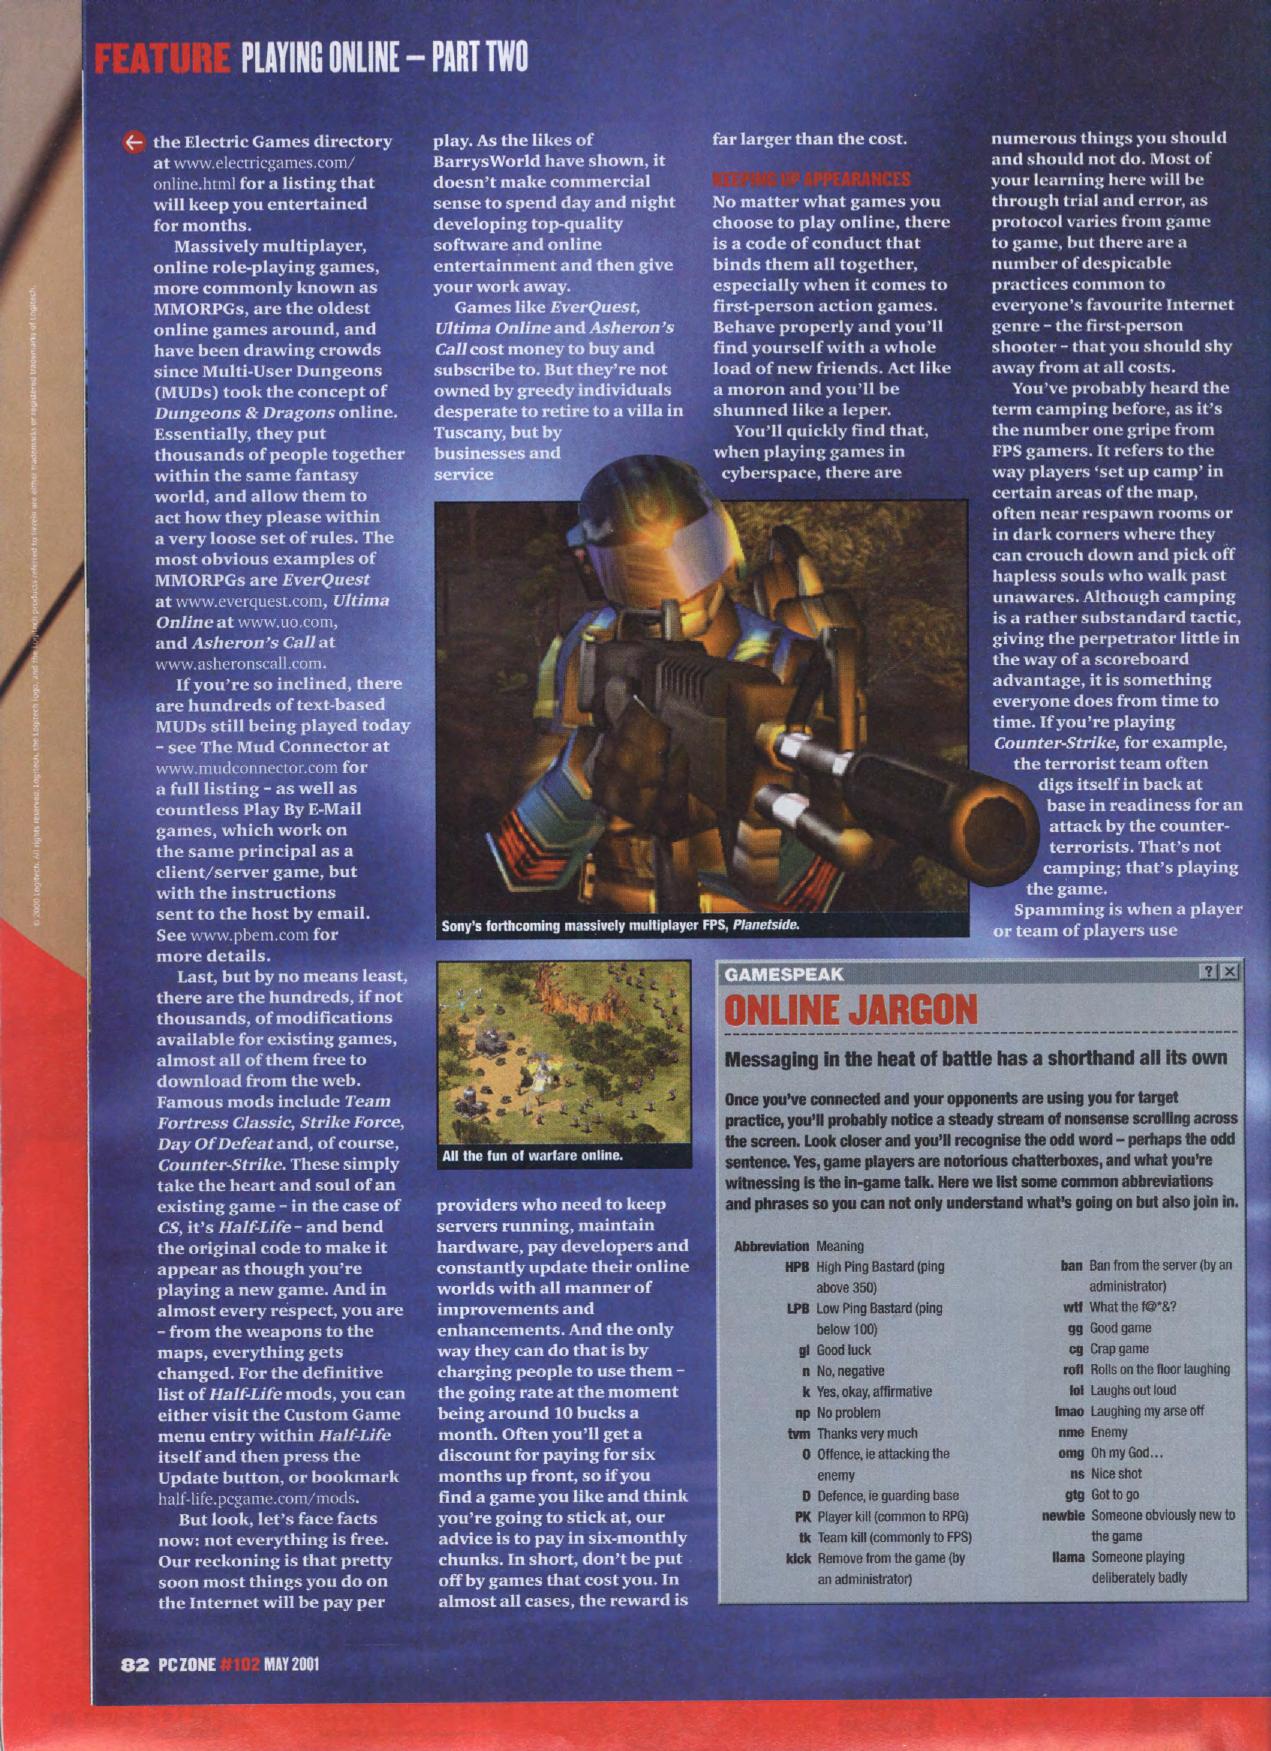 FEATURE PLAYING ONLINE – PART TWO
the Electric Games directory
at www.electricgames.com/
online.html for a listing that
will keep you entertained
for months.
Massively multiplayer,
online role-playing games,
more commonly known as
MMORPGs, are the oldest
online games around, and
have been drawing crowds
since Multi-User Dungeons
(MUDs) took the concept of
Dungeons & Dragons online.
Essentially, they put
thousands of people together
within the same fantasy
world, and allow them to
act how they please within
a very loose set of rules. The
most obvious examples of
MMORPGs are EverQuest
at www.everquest.com, Ultima
Online at www.uo.com,
and Asheron's Call at
www.asheronscall.com.
If you're so inclined, there
are hundreds of text-based
MUDs still being played today
– see The Mud Connector at
www.mudconnector.com for
a full listing – as well as
countless Play By E-Mail
games, which work on
the same principal as a
client/server game, but
with the instructions
sent to the host by email.
See www.pbem.com for
more details.
Last, but by no means least,
there are the hundreds, if not
thousands, of modifications
available for existing games,
almost all of them free to
download from the web.
Famous mods include Team
Fortress Classic, Strike Force,
Day Of Defeat and, of course,
Counter-Strike. These simply
take the heart and soul of an
existing game – in the case of
CS, it's Half-Life – and bend
the original code to make it
appear as though you're
playing a new game. And in
almost every respect, you are
– from the weapons to the
maps, everything gets
changed. For the definitive
list of Half-Life mods, you can
either visit the Custom Game
menu entry within Half-Life
itself and then press the
Update button, or bookmark
half-life.pcgame.com/mods.
But look, let's face facts
now: not everything is free.
Our reckoning is that pretty
soon most things you do on
the Internet will be pay per
play. As the likes of
BarrysWorld have shown, it
doesn't make commercial
sense to spend day and night
developing top-quality
software and online
entertainment and then give
your work away.
Games like EverQuest,
Ultima Online and Asheron's
Call cost money to buy and
subscribe to. But they're not
owned by greedy individuals
desperate to retire to a villa in
Tuscany, but by
businesses and
service
providers who need to keep
servers running, maintain
hardware, pay developers and
constantly update their online
worlds with all manner of
improvements and
enhancements. And the only
way they can do that is by
charging people to use them –
the going rate at the moment
being around 10 bucks a
month. Often you'll get a
discount for paying for six
months up front, so if you
find a game you like and think
you're going to stick at, our
advice is to pay in six-monthly
chunks. In short, don't be put
off by games that cost you. In
almost all cases, the reward is
far larger than the cost.
KEEPING UP APPEARANCES
No matter what games you
choose to play online, there
is a code of conduct that
binds them all together,
especially when it comes to
first-person action games.
Behave properly and you'll
find yourself with a whole
load of new friends. Act like
a moron and you'll be
shunned like a leper.
You'll quickly find that,
when playing games in
cyberspace, there are
numerous things you should
and should not do. Most of
your learning here will be
through trial and error, as
protocol varies from game
to game, but there are a
number of despicable
practices common to
everyone's favourite Internet
genre – the first-person
shooter – that you should shy
away from at all costs.
You've probably heard the
term camping before, as it's
the number one gripe from
FPS gamers. It refers to the
way players 'set up camp' in
certain areas of the map,
often near respawn rooms or
in dark corners where they
can crouch down and pick off
hapless souls who walk past
unawares. Although camping
is a rather substandard tactic,
giving the perpetrator little in
the way of a scoreboard
advantage, it is something
everyone does from time to
time. If you're playing
Counter-Strike, for example,
the terrorist team often
digs itself in back at
base in readiness for an
attack by the counter-
terrorists. That's not
camping; that's playing
the game.
Spamming is when a player
or team of players use
Sony's forthcoming massively multiplayer FPS, Planetside.
All the fun of warfare online.
GAMESPEAK ? X
ONLINE JARGON
Messaging in the heat of battle has a shorthand all its own
Once you've connected and your opponents are using you for target
practice, you'll probably notice a steady stream of nonsense scrolling across
the screen. Look closer and you'll recognise the odd word – perhaps the odd
sentence. Yes, game players are notorious chatterboxes, and what you're
witnessing is the in-game talk. Here we list some common abbreviations
and phrases so you can not only understand what's going on but also join in.
Abbreviation Meaning
HPB High Ping Bastard (ping
above 350)
LPB Low Ping Bastard (ping
below 100)
gl Good luck
n No, negative
k Yes, okay, affirmative
np No problem
tvm Thanks very much
O Offence, ie attacking the
enemy
D Defence, ie guarding base
PK Player kill (common to RPG)
tk Team kill (commonly to FPS)
kick Remove from the game (by
an administrator)
ban Ban from the server (by an
administrator)
wtf What the f@*&?
gg Good game
cg Crap game
rofl Rolls on the floor laughing
lol Laughs out loud
lmao Laughing my arse off
nme Enemy
omg Oh my God...
ns Nice shot
gtg Got to go
newbie Someone obviously new to
the game
llama Someone playing
deliberately badly
82 PCZONE #102 MAY 2001
© 2000 Logitech. All rights reserved. Logitech, the Logitech logo, and the Logitech products referred to herein are either trademarks or registered trademarks of Logitech.